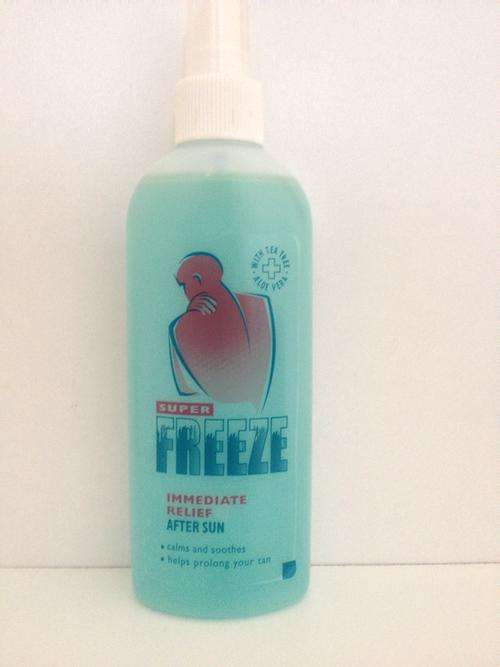 WITH TEA TREE
ALOE VERA
SUPER
FREEZE
IMMEDIATE
RELIEF
AFTER SUN
• calms and soothes
• helps prolong your tan